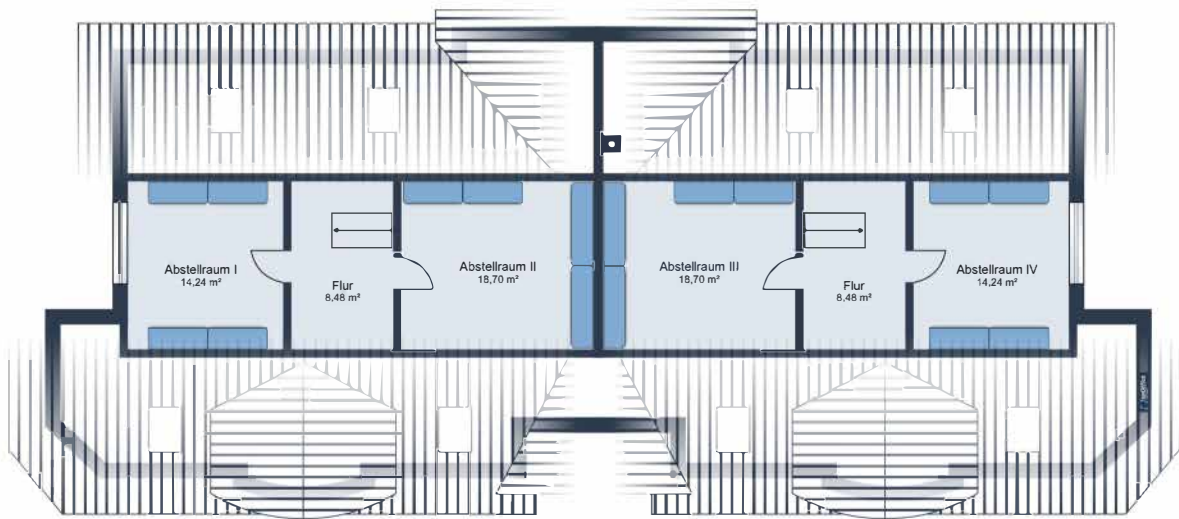 Abstellraum I
14,24 m²
Flur
8,48 m²
Abstellraum II
18,70 m²
Abstellraum III
18,70 m²
Flur
8,48 m²
Abstellraum IV
14,24 m²